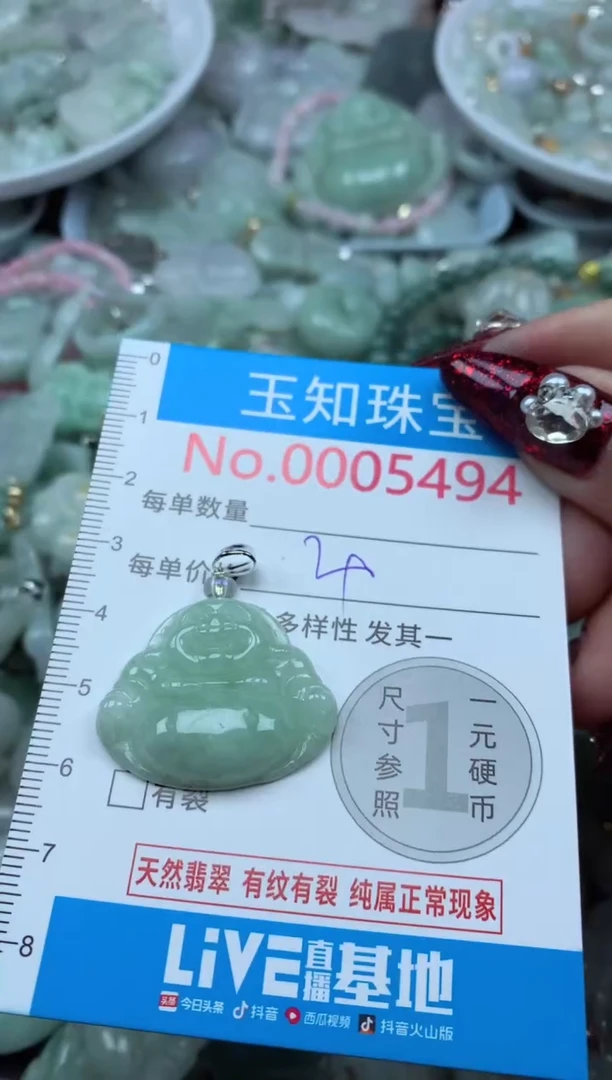 玉知珠宝
No.0005494
每单数量
每单价
多样性 发其一
尺寸参照
1
一元硬币
有裂
天然翡翠 有纹有裂 纯属正常现象
LiVE直播基地
头条 今日头条 抖音 西瓜视频 抖音火山版
0
1
2
3
4
5
6
7
8